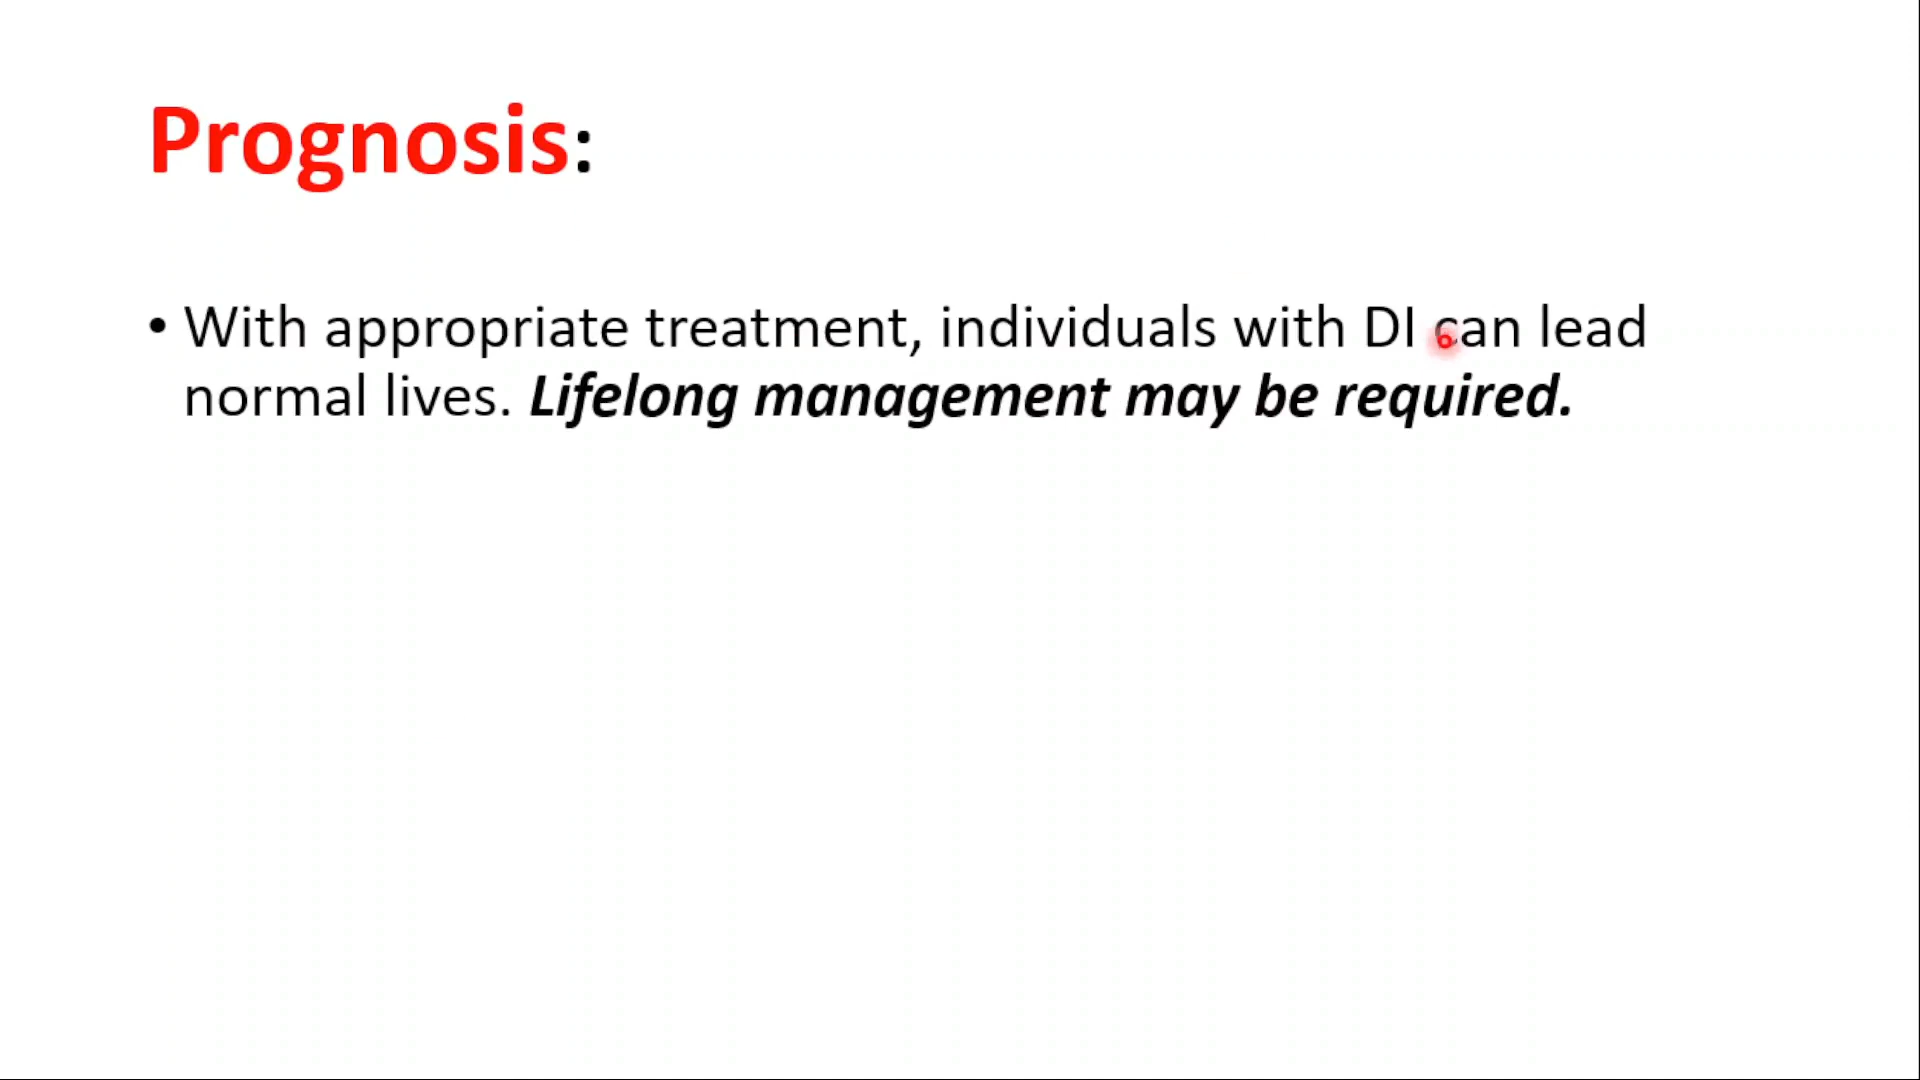 Prognosis:
• With appropriate treatment, individuals with DI can lead
normal lives. Lifelong management may be required.